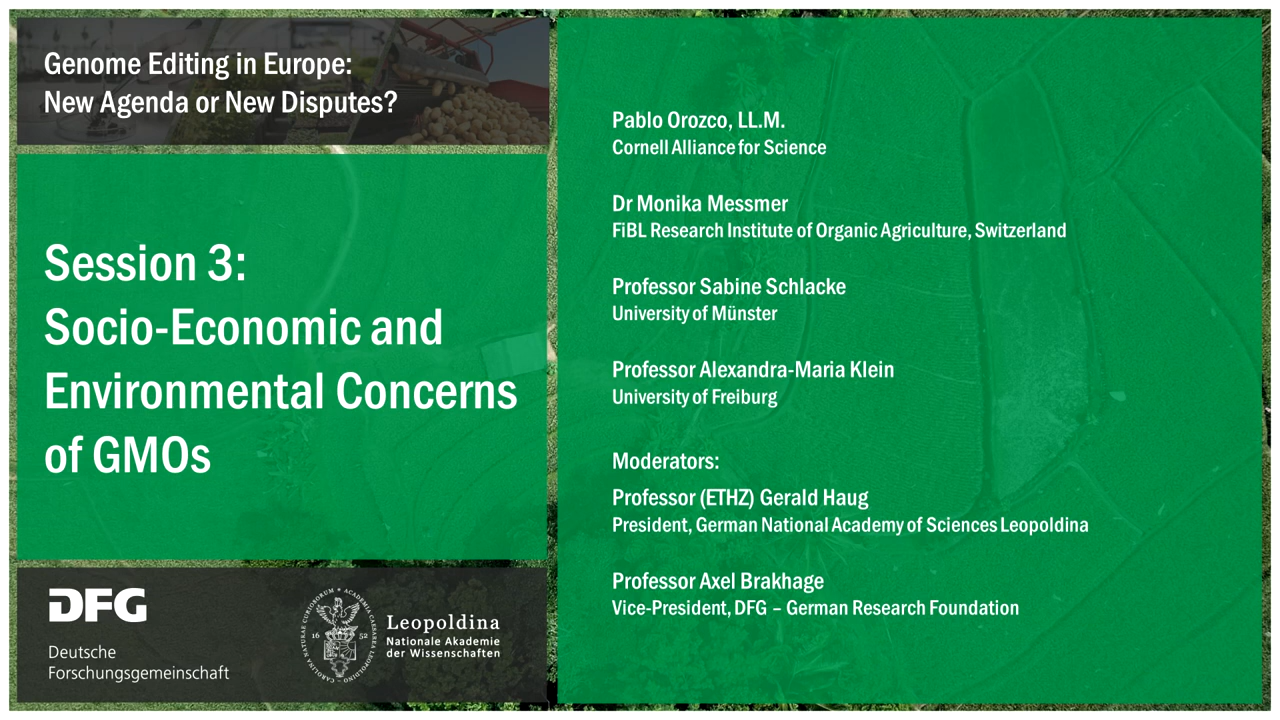 Genome Editing in Europe:
New Agenda or New Disputes?
Session 3:
Socio-Economic and
Environmental Concerns
of GMOs
DFG
Deutsche
Forschungsgemeinschaft
16 52
Leopoldina
Nationale Akademie
der Wissenschaften
Pablo Orozco, LL.M.
Cornell Alliance for Science
Dr Monika Messmer
FiBL Research Institute of Organic Agriculture, Switzerland
Professor Sabine Schlacke
University of Münster
Professor Alexandra-Maria Klein
University of Freiburg
Moderators:
Professor (ETHZ) Gerald Haug
President, German National Academy of Sciences Leopoldina
Professor Axel Brakhage
Vice-President, DFG – German Research Foundation